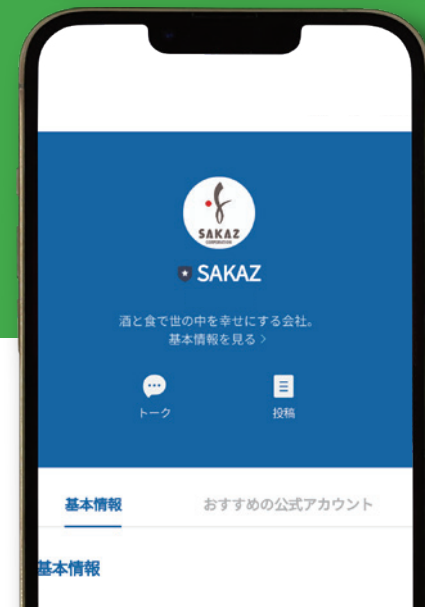 SAKAZ
CORPORATION
SAKAZ
酒と食で世の中を幸せにする会社。
基本情報を見る >
トーク
投稿
基本情報
おすすめの公式アカウント
基本情報